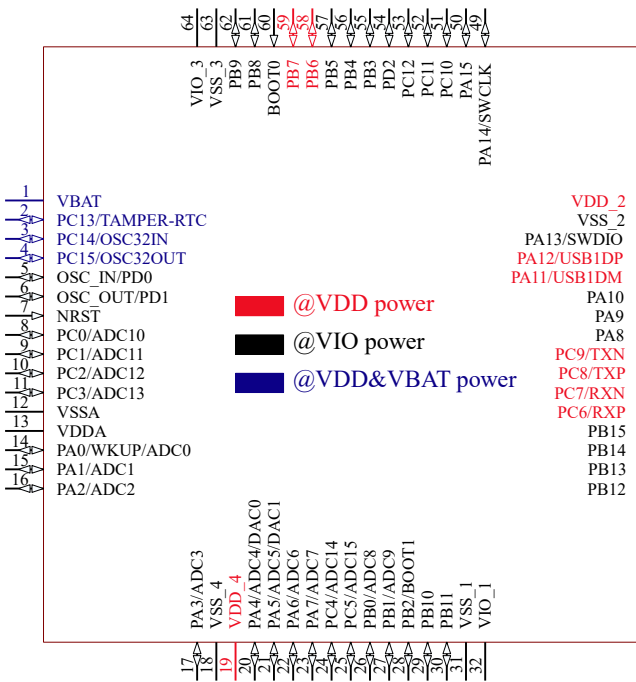 64 63 62 61 60 59 58 57 56 55 54 53 52 51 50 49
VIO_3
VSS_3
PB9
PB8
BOOT0
PB7
PB6
PB5
PB4
PB3
PD2
PC12
PC11
PC10
PA15
PA14/SWCLK
1 VBAT
2 PC13/TAMPER-RTC
3 PC14/OSC32IN
4 PC15/OSC32OUT
5 OSC_IN/PD0
6 OSC_OUT/PD1
7 NRST
8 PC0/ADC10
9 PC1/ADC11
10 PC2/ADC12
11 PC3/ADC13
12 VSSA
13 VDDA
14 PA0/WKUP/ADC0
15 PA1/ADC1
16 PA2/ADC2
@VDD power
@VIO power
@VDD&VBAT power
VDD_2
VSS_2
PA13/SWDIO
PA12/USB1DP
PA11/USB1DM
PA10
PA9
PA8
PC9/TXN
PC8/TXP
PC7/RXN
PC6/RXP
PB15
PB14
PB13
PB12
PA3/ADC3
VSS_4
VDD_4
PA4/ADC4/DAC0
PA5/ADC5/DAC1
PA6/ADC6
PA7/ADC7
PC4/ADC14
PC5/ADC15
PB0/ADC8
PB1/ADC9
PB2/BOOT1
PB10
PB11
VSS_1
VIO_1
17 18 19 20 21 22 23 24 25 26 27 28 29 30 31 32